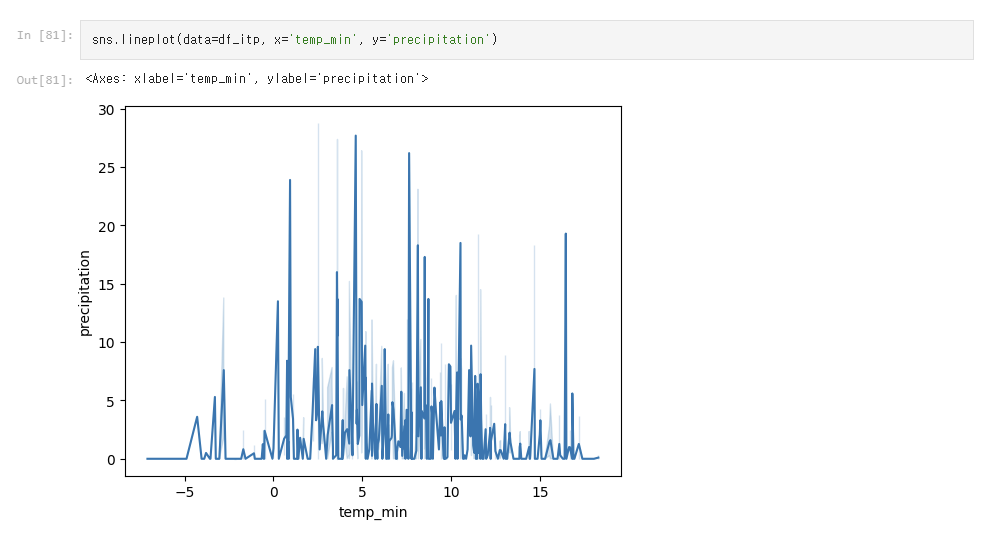 In [81]: sns.lineplot(data=df_itp, x='temp_min', y='precipitation')
Out[81]: <Axes: xlabel='temp_min', ylabel='precipitation'>
30
25
20
15
10
5
0
precipitation
−5 0 5 10 15
temp_min